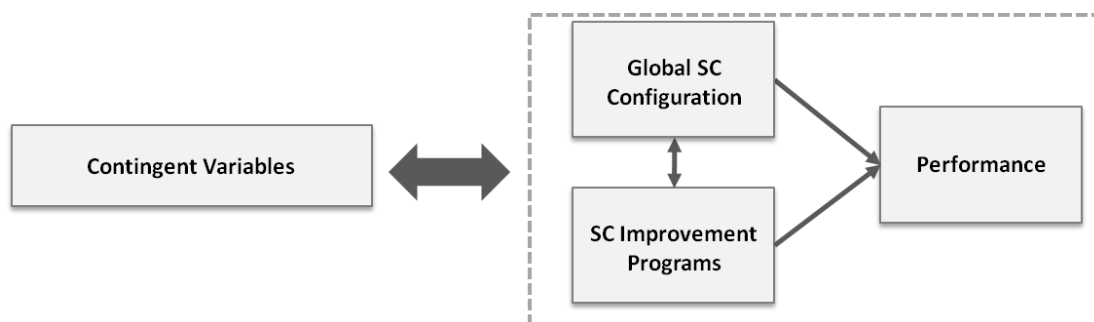 Global SC
Configuration
Contingent Variables
Performance
SC Improvement
Programs